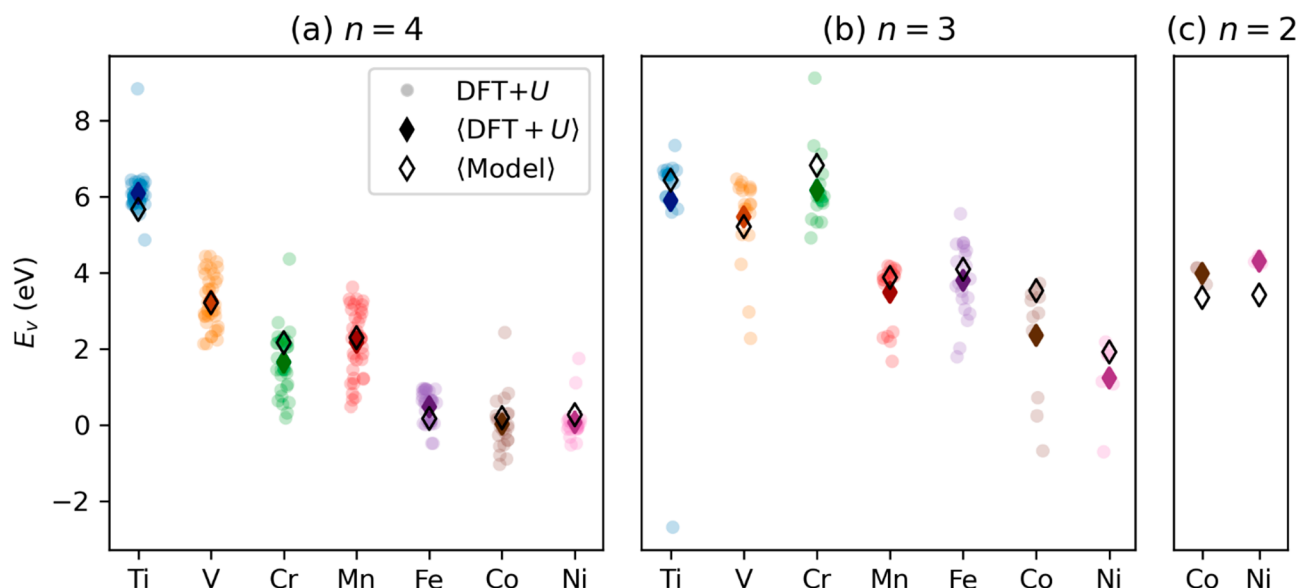 (a) n = 4
(b) n = 3
(c) n = 2
DFT+U
⟨DFT + U⟩
⟨Model⟩
E_v (eV)
8
6
4
2
0
−2
Ti V Cr Mn Fe Co Ni
Ti V Cr Mn Fe Co Ni
Co Ni